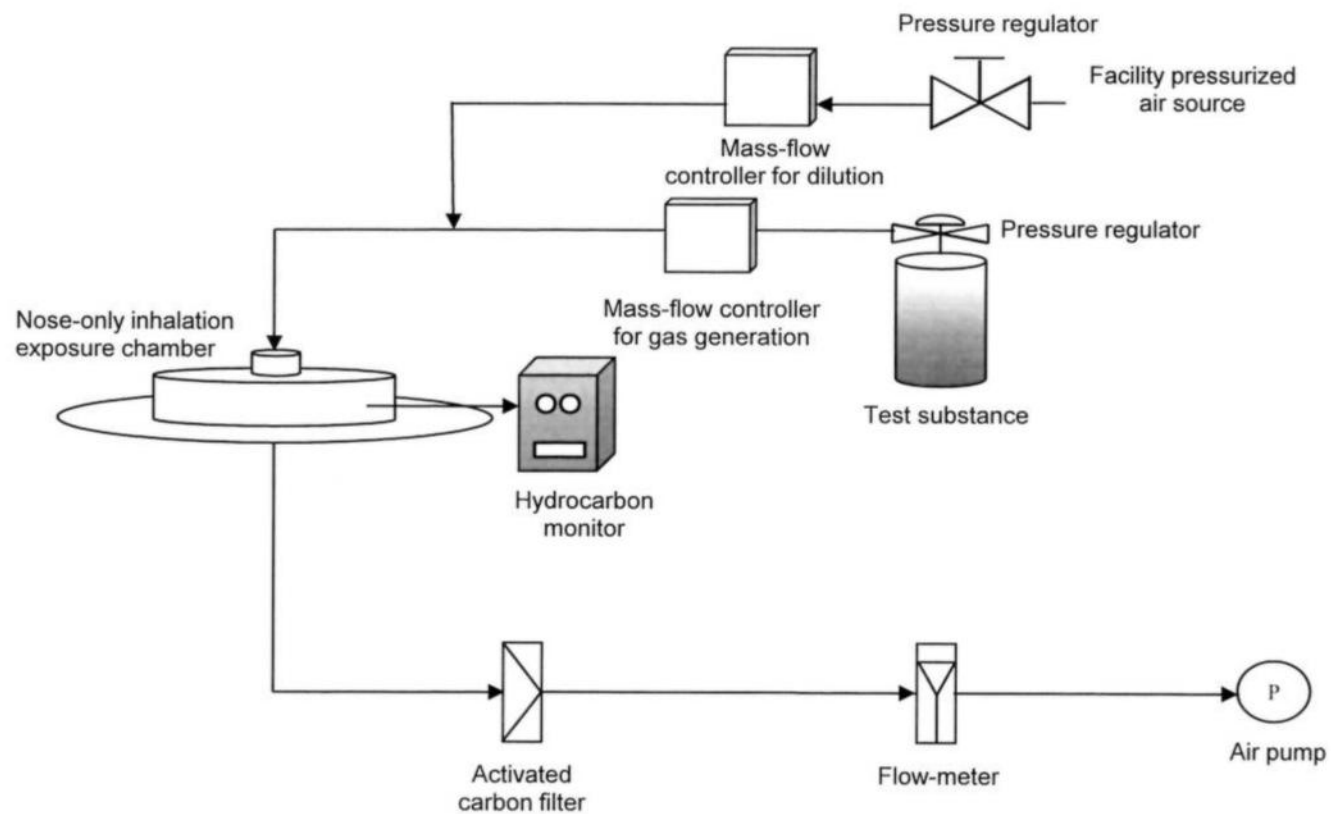 Pressure regulator
Facility pressurized
air source
Mass-flow
controller for dilution
Pressure regulator
Mass-flow controller
for gas generation
Nose-only inhalation
exposure chamber
Test substance
Hydrocarbon
monitor
P
Air pump
Activated
carbon filter
Flow-meter